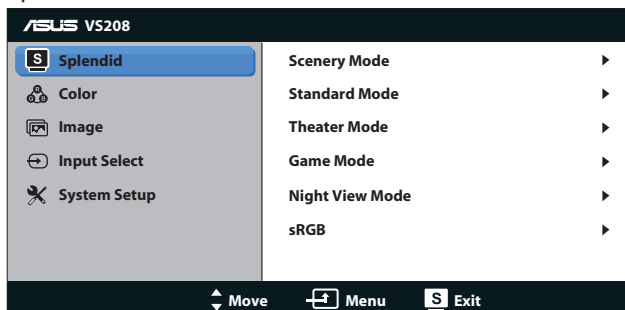 ASUS VS208
S Splendid
Color
Image
Input Select
System Setup
Scenery Mode
Standard Mode
Theater Mode
Game Mode
Night View Mode
sRGB
Move Menu S Exit